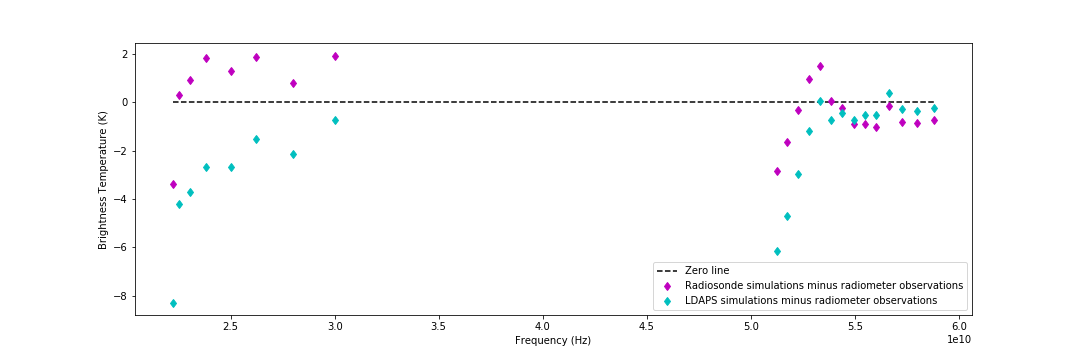 2
0
−2
−4
−6
−8
Brightness Temperature (K)
2.5
3.0
3.5
4.0
4.5
5.0
5.5
6.0
1e10
Frequency (Hz)
Zero line
Radiosonde simulations minus radiometer observations
LDAPS simulations minus radiometer observations